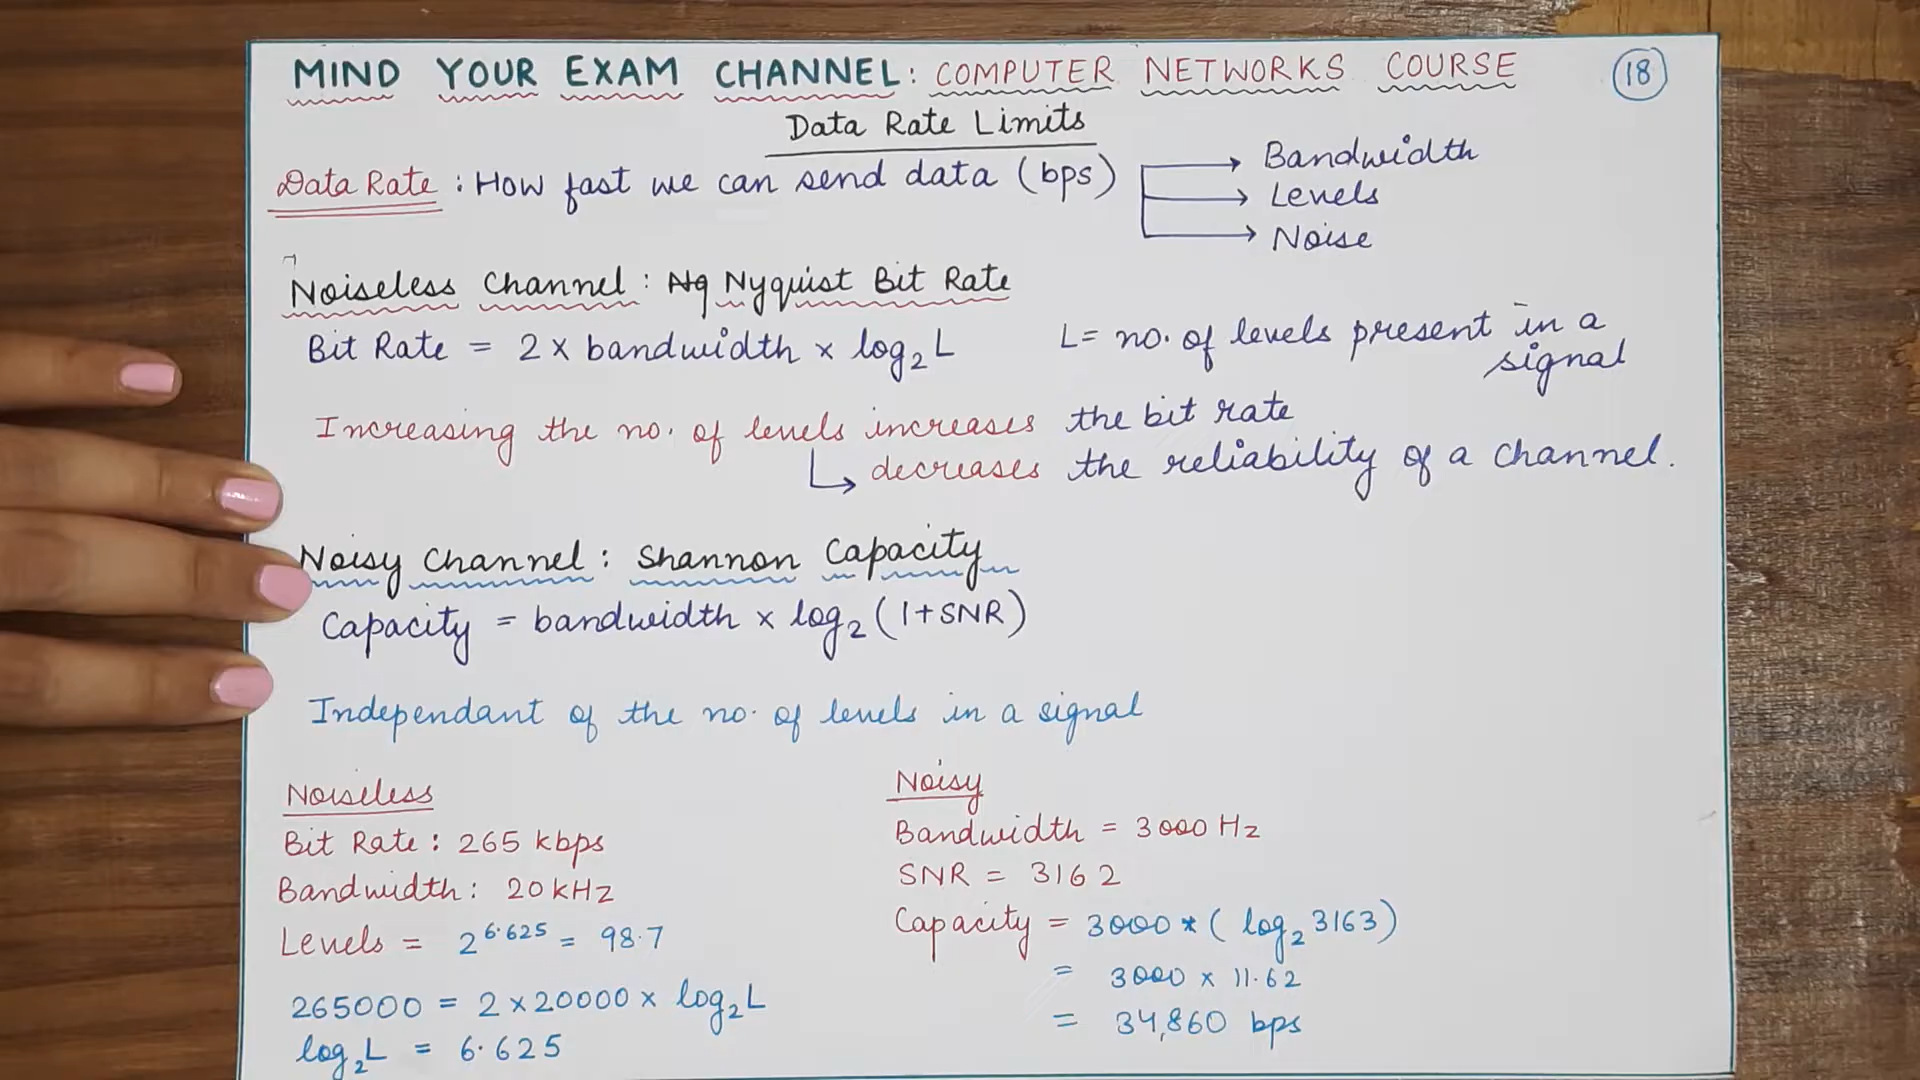 MIND YOUR EXAM CHANNEL: COMPUTER NETWORKS COURSE
18
Data Rate Limits
Data Rate : How fast we can send data (bps)
Bandwidth
Levels
Noise
Noiseless Channel : Nyquist Bit Rate
Bit Rate = 2 x bandwidth x log₂ L
L = no. of levels present in a
signal
Increasing the no. of levels increases the bit rate
decreases the reliability of a channel.
Noisy Channel : Shannon Capacity
Capacity = bandwidth x log₂ (1+SNR)
Independant of the no. of levels in a signal
Noiseless
Bit Rate : 265 kbps
Bandwidth : 20 kHz
Levels = 2^6.625 = 98.7
265000 = 2 x 20000 x log₂L
log₂L = 6.625
Noisy
Bandwidth = 3000 Hz
SNR = 3162
Capacity = 3000 * ( log₂ 3163)
= 3000 x 11.62
= 34,860 bps